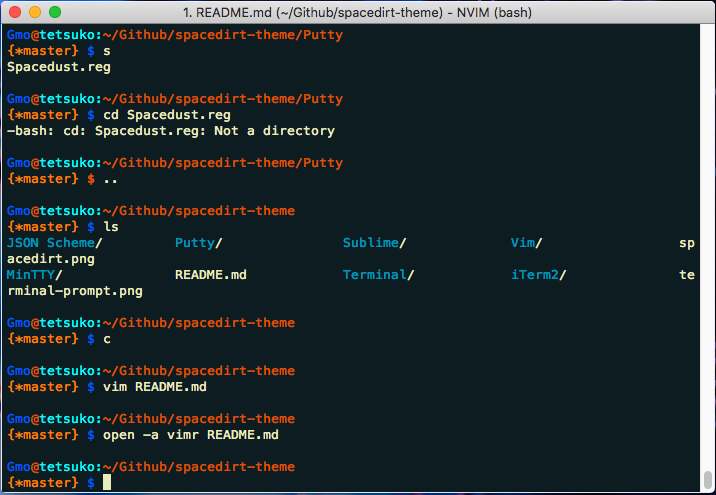 1. README.md (~/Github/spacedirt-theme) - NVIM (bash)
Gmo@tetsuko:~/Github/spacedirt-theme/Putty
{*master} $ s
Spacedust.reg
Gmo@tetsuko:~/Github/spacedirt-theme/Putty
{*master} $ cd Spacedust.reg
-bash: cd: Spacedust.reg: Not a directory
Gmo@tetsuko:~/Github/spacedirt-theme/Putty
{*master} $ ..
Gmo@tetsuko:~/Github/spacedirt-theme
{*master} $ ls
JSON Scheme/ Putty/ Sublime/ Vim/ sp
acedirt.png
MinTTY/ README.md Terminal/ iTerm2/ te
rminal-prompt.png
Gmo@tetsuko:~/Github/spacedirt-theme
{*master} $ c
Gmo@tetsuko:~/Github/spacedirt-theme
{*master} $ vim README.md
Gmo@tetsuko:~/Github/spacedirt-theme
{*master} $ open -a vimr README.md
Gmo@tetsuko:~/Github/spacedirt-theme
{*master} $